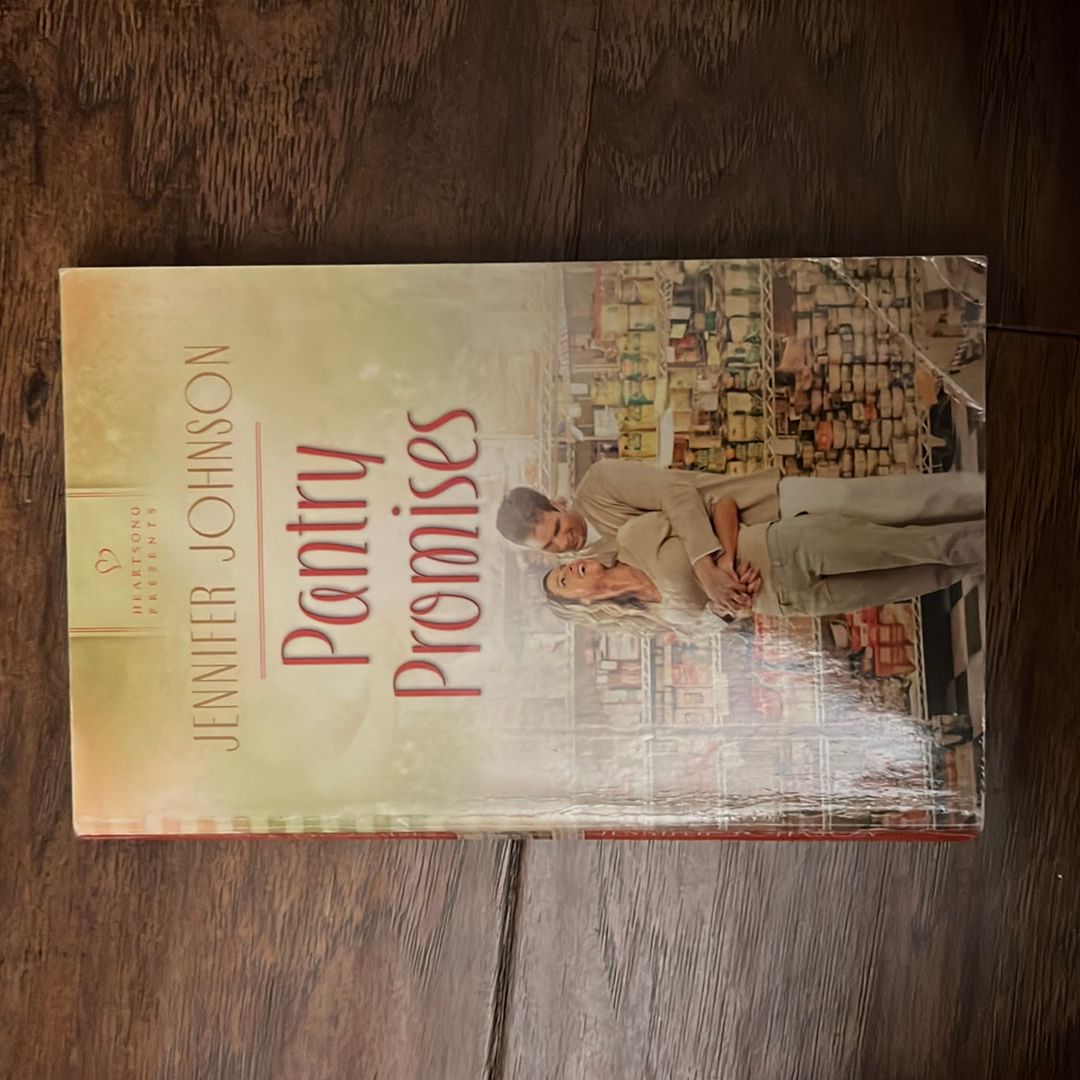 HEARTSONG
PRESENTS
JENNIFER JOHNSON
Pantry
Promises